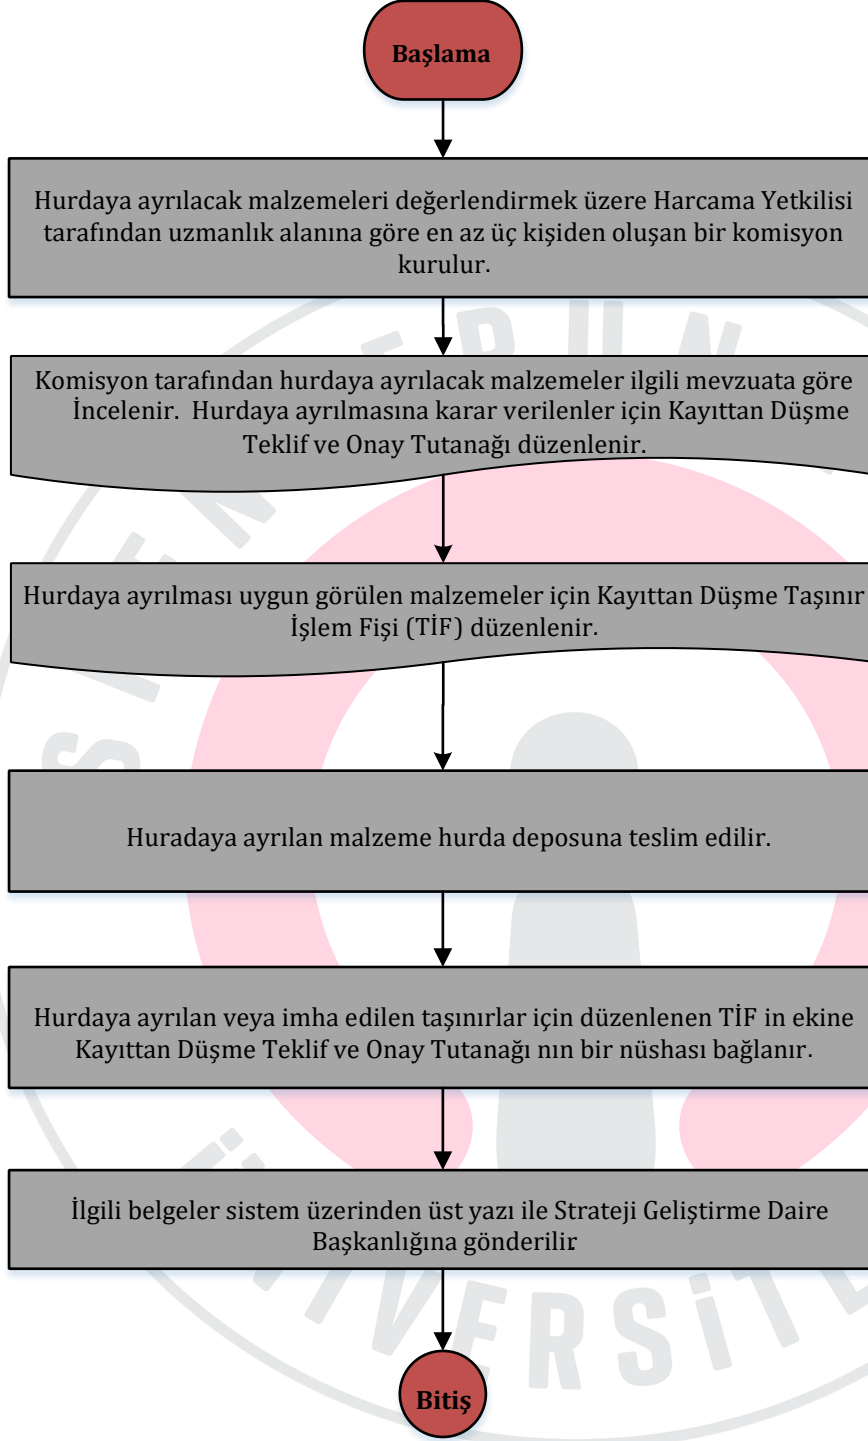 Başlama
Hurdaya ayrılacak malzemeleri değerlendirmek üzere Harcama Yetkilisi
tarafından uzmanlık alanına göre en az üç kişiden oluşan bir komisyon
kurulur.
Komisyon tarafından hurdaya ayrılacak malzemeler ilgili mevzuata göre
İncelenir. Hurdaya ayrılmasına karar verilenler için Kayıttan Düşme
Teklif ve Onay Tutanağı düzenlenir.
Hurdaya ayrılması uygun görülen malzemeler için Kayıttan Düşme Taşınır
İşlem Fişi (TİF) düzenlenir.
Huradaya ayrılan malzeme hurda deposuna teslim edilir.
Hurdaya ayrılan veya imha edilen taşınırlar için düzenlenen TİF in ekine
Kayıttan Düşme Teklif ve Onay Tutanağı nın bir nüshası bağlanır.
İlgili belgeler sistem üzerinden üst yazı ile Strateji Geliştirme Daire
Başkanlığına gönderilir
Bitiş